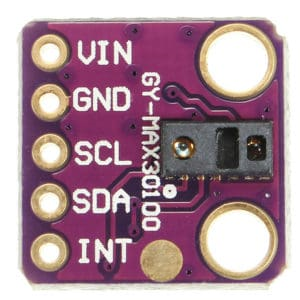 VIN
GND
SCL
SDA
INT
GY-MAX30100